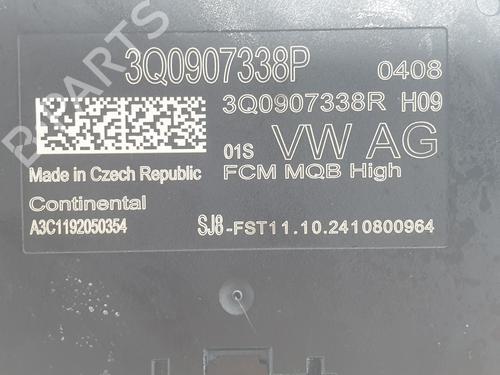 3Q0907338P 0408
3Q0907338R H09
01S VW AG
Made in Czech Republic FCM MQB High
Continental
A3C1192050354 SJ8-FST11.10.2410800964
B-PARTS